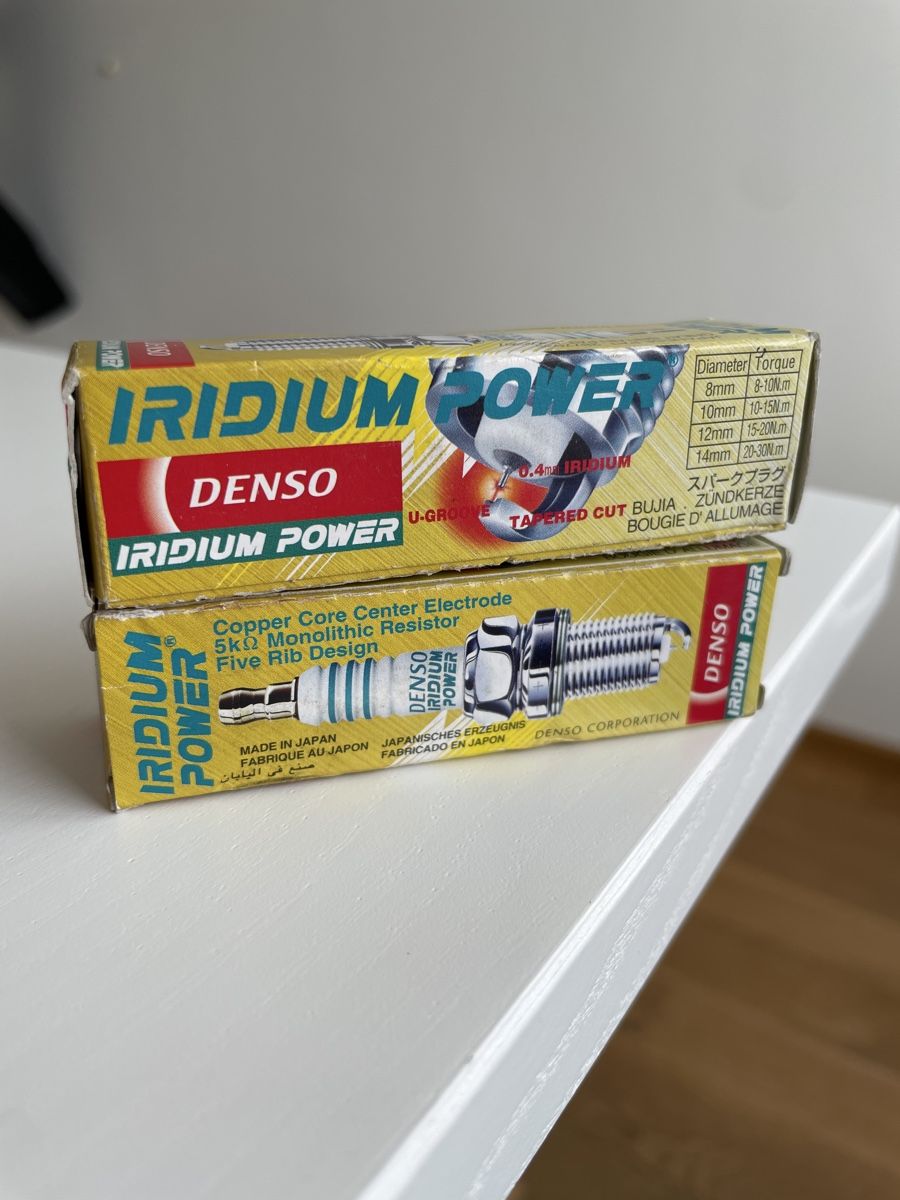 IRIDIUM POWER®
DENSO
IRIDIUM POWER
0.4mm IRIDIUM
U-GROOVE
TAPERED CUT
Diameter Torque
8mm 8-10N.m
10mm 10-15N.m
12mm 15-20N.m
14mm 20-30N.m
スパークプラグ
ZÜNDKERZE
BUJIA
BOUGIE D' ALLUMAGE
IRIDIUM®
POWER
Copper Core Center Electrode
5kΩ Monolithic Resistor
Five Rib Design
DENSO
IRIDIUM
POWER
MADE IN JAPAN
FABRIQUE AU JAPON
صنع في اليابان
JAPANISCHES ERZEUGNIS
FABRICADO EN JAPON
DENSO CORPORATION
DENSO
IRIDIUM POWER